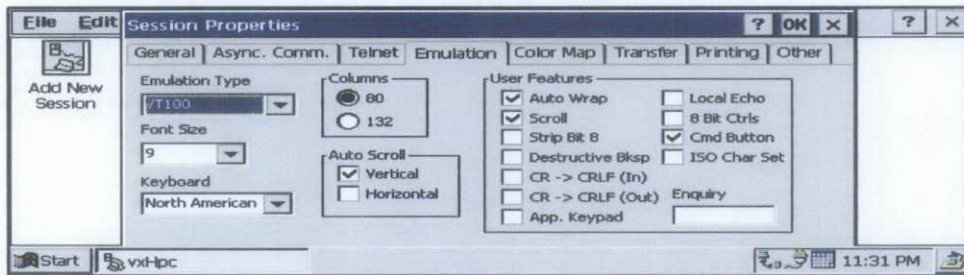 File Edit
Session Properties ? OK ×
? ×
Add New
Session
General Async. Comm. Telnet Emulation Color Map Transfer Printing Other
Emulation Type
VT100
Font Size
9
Keyboard
North American
Columns
80
132
Auto Scroll
Vertical
Horizontal
User Features
Auto Wrap
Scroll
Strip Bit 8
Destructive Bksp
CR -> CRLF (In)
CR -> CRLF (Out)
App. Keypad
Local Echo
8 Bit Ctrls
Cmd Button
ISO Char Set
Enquiry
Start vxHpc 11:31 PM